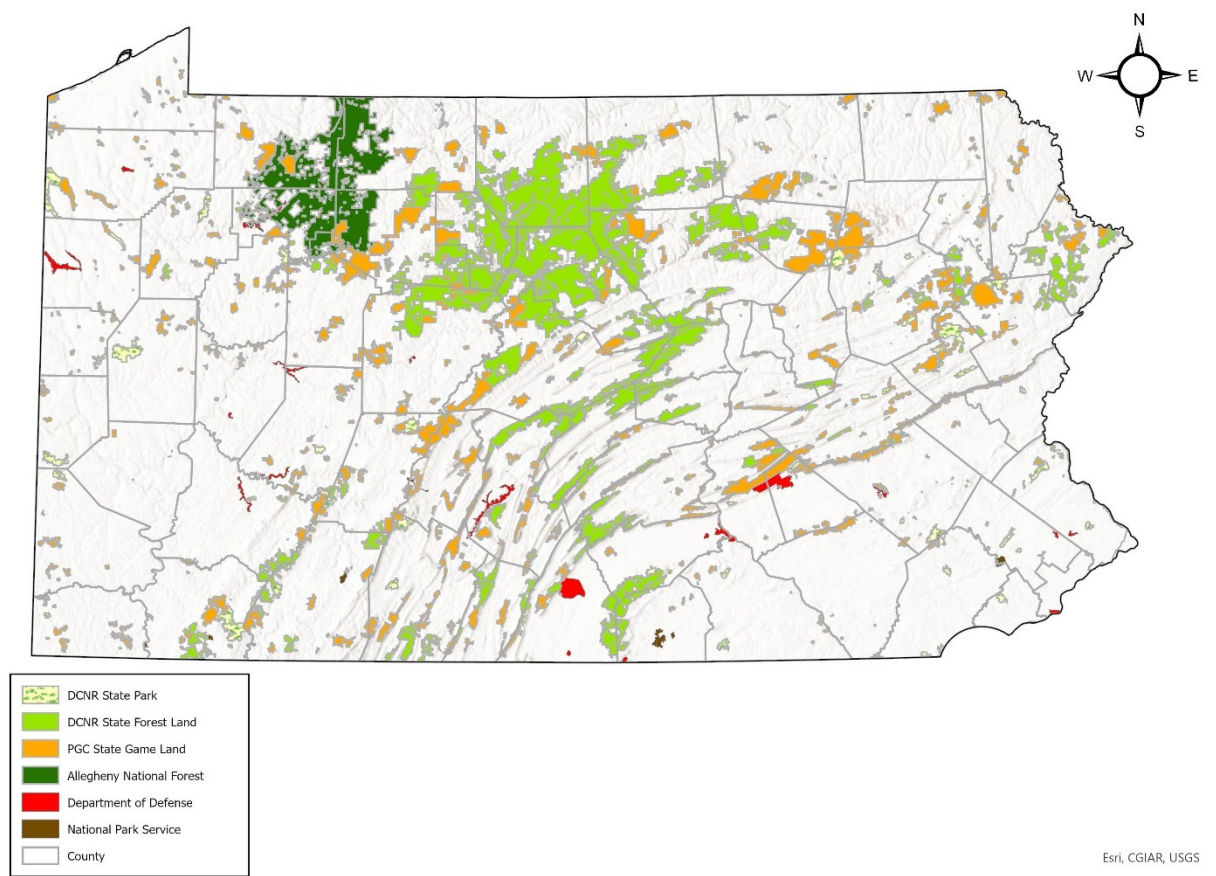 N
W E
S
DCNR State Park
DCNR State Forest Land
PGC State Game Land
Allegheny National Forest
Department of Defense
National Park Service
County
Esri, CGIAR, USGS